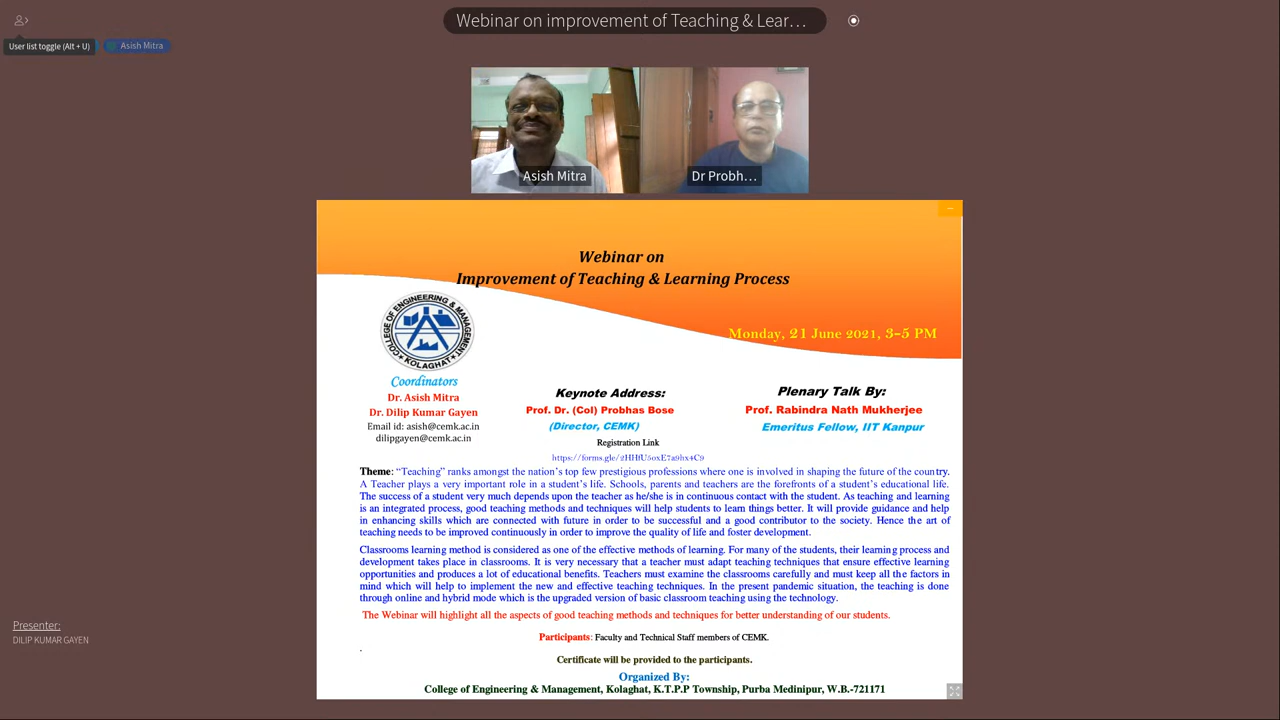 Webinar on improvement of Teaching & Lear...
User list toggle (Alt + U)
Asish Mitra
Asish Mitra
Dr Probh...
Webinar on
Improvement of Teaching & Learning Process
Monday, 21 June 2021, 3-5 PM
COLLEGE OF ENGINEERING & MANAGEMENT
KOLAGHAT
Coordinators
Dr. Asish Mitra
Dr. Dilip Kumar Gayen
Email id: asish@cemk.ac.in
dilipgayen@cemk.ac.in
Keynote Address:
Prof. Dr. (Col) Probhas Bose
(Director, CEMK)
Registration Link
https://forms.gle/2HHfU5oxE7a9hx4C9
Plenary Talk By:
Prof. Rabindra Nath Mukherjee
Emeritus Fellow, IIT Kanpur
Theme: “Teaching” ranks amongst the nation’s top few prestigious professions where one is involved in shaping the future of the country.
A Teacher plays a very important role in a student’s life. Schools, parents and teachers are the forefronts of a student’s educational life.
The success of a student very much depends upon the teacher as he/she is in continuous contact with the student. As teaching and learning
is an integrated process, good teaching methods and techniques will help students to learn things better. It will provide guidance and help
in enhancing skills which are connected with future in order to be successful and a good contributor to the society. Hence the art of
teaching needs to be improved continuously in order to improve the quality of life and foster development.
Classrooms learning method is considered as one of the effective methods of learning. For many of the students, their learning process and
development takes place in classrooms. It is very necessary that a teacher must adapt teaching techniques that ensure effective learning
opportunities and produces a lot of educational benefits. Teachers must examine the classrooms carefully and must keep all the factors in
mind which will help to implement the new and effective teaching techniques. In the present pandemic situation, the teaching is done
through online and hybrid mode which is the upgraded version of basic classroom teaching using the technology.
The Webinar will highlight all the aspects of good teaching methods and techniques for better understanding of our students.
Participants: Faculty and Technical Staff members of CEMK.
Certificate will be provided to the participants.
Organized By:
College of Engineering & Management, Kolaghat, K.T.P.P Township, Purba Medinipur, W.B.-721171
Presenter:
DILIP KUMAR GAYEN